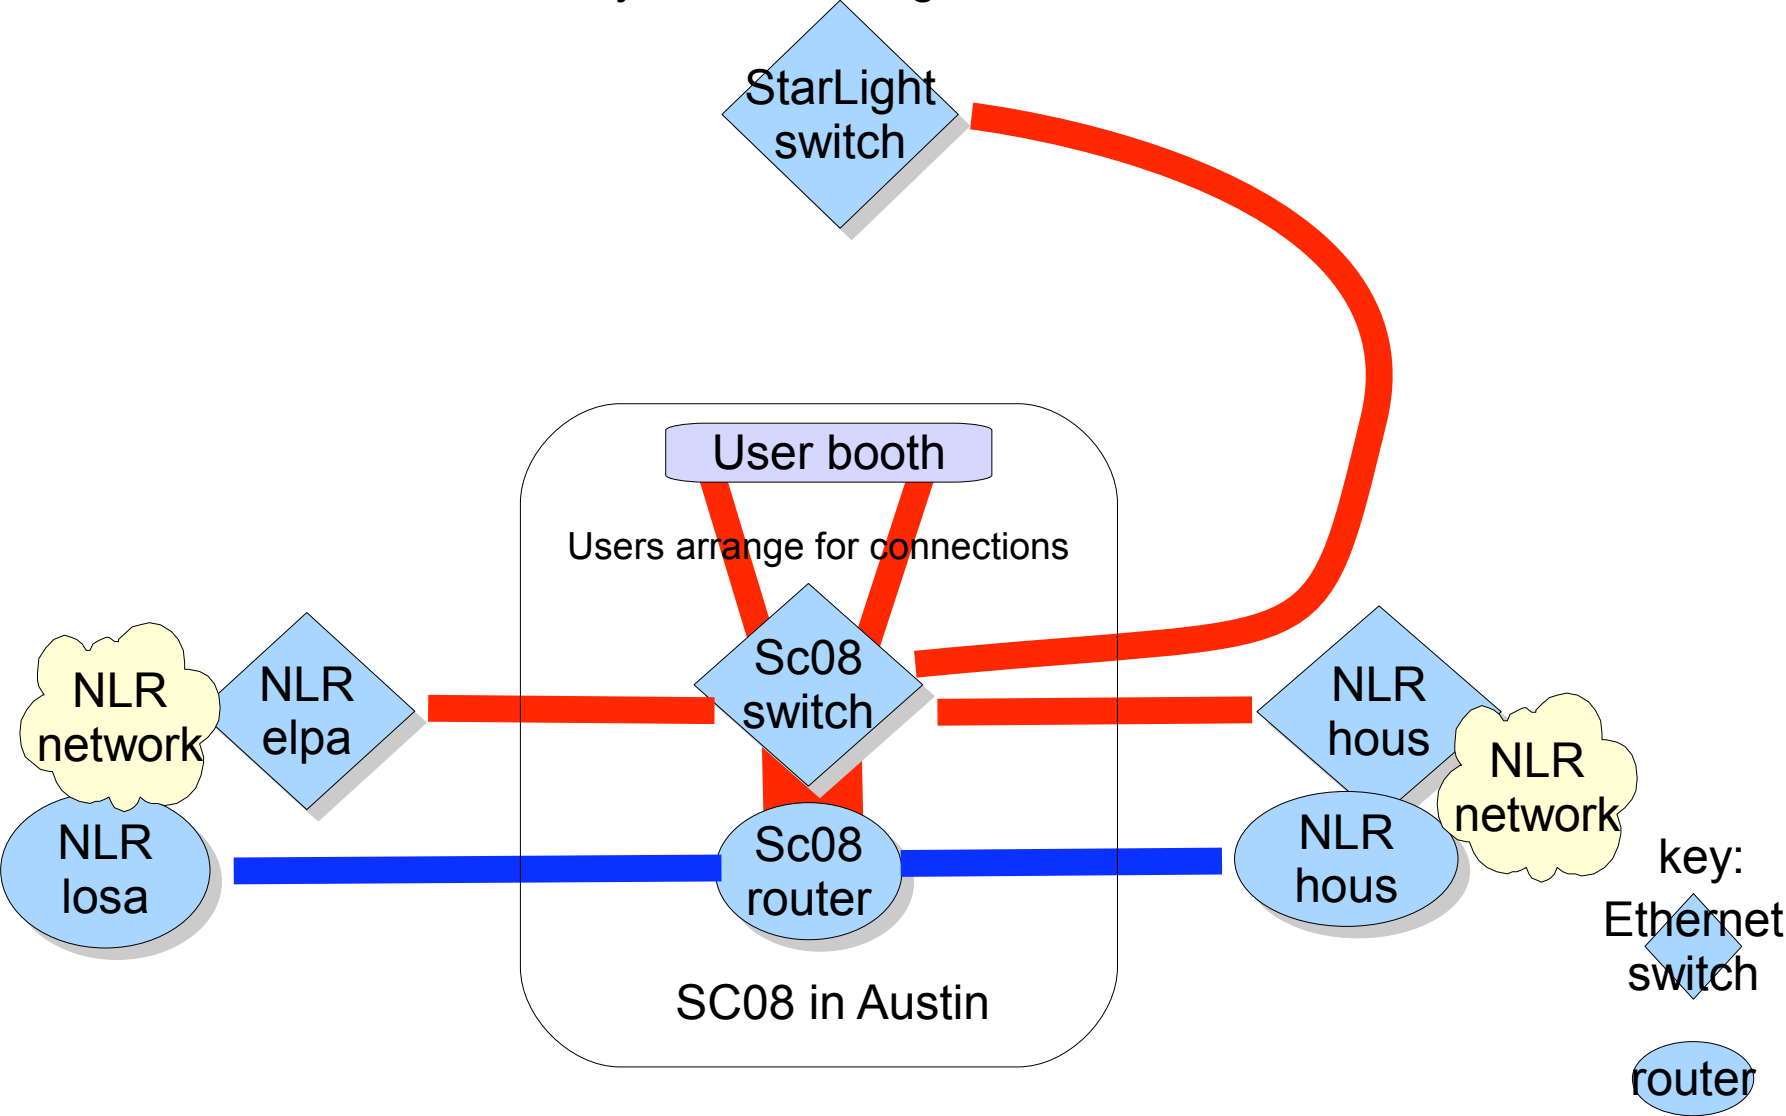 StarLight
switch
User booth
Users arrange for connections
Sc08
switch
NLR
elpa
NLR
network
NLR
hous
NLR
network
NLR
losa
Sc08
router
NLR
hous
SC08 in Austin
key:
Ethernet
switch
router